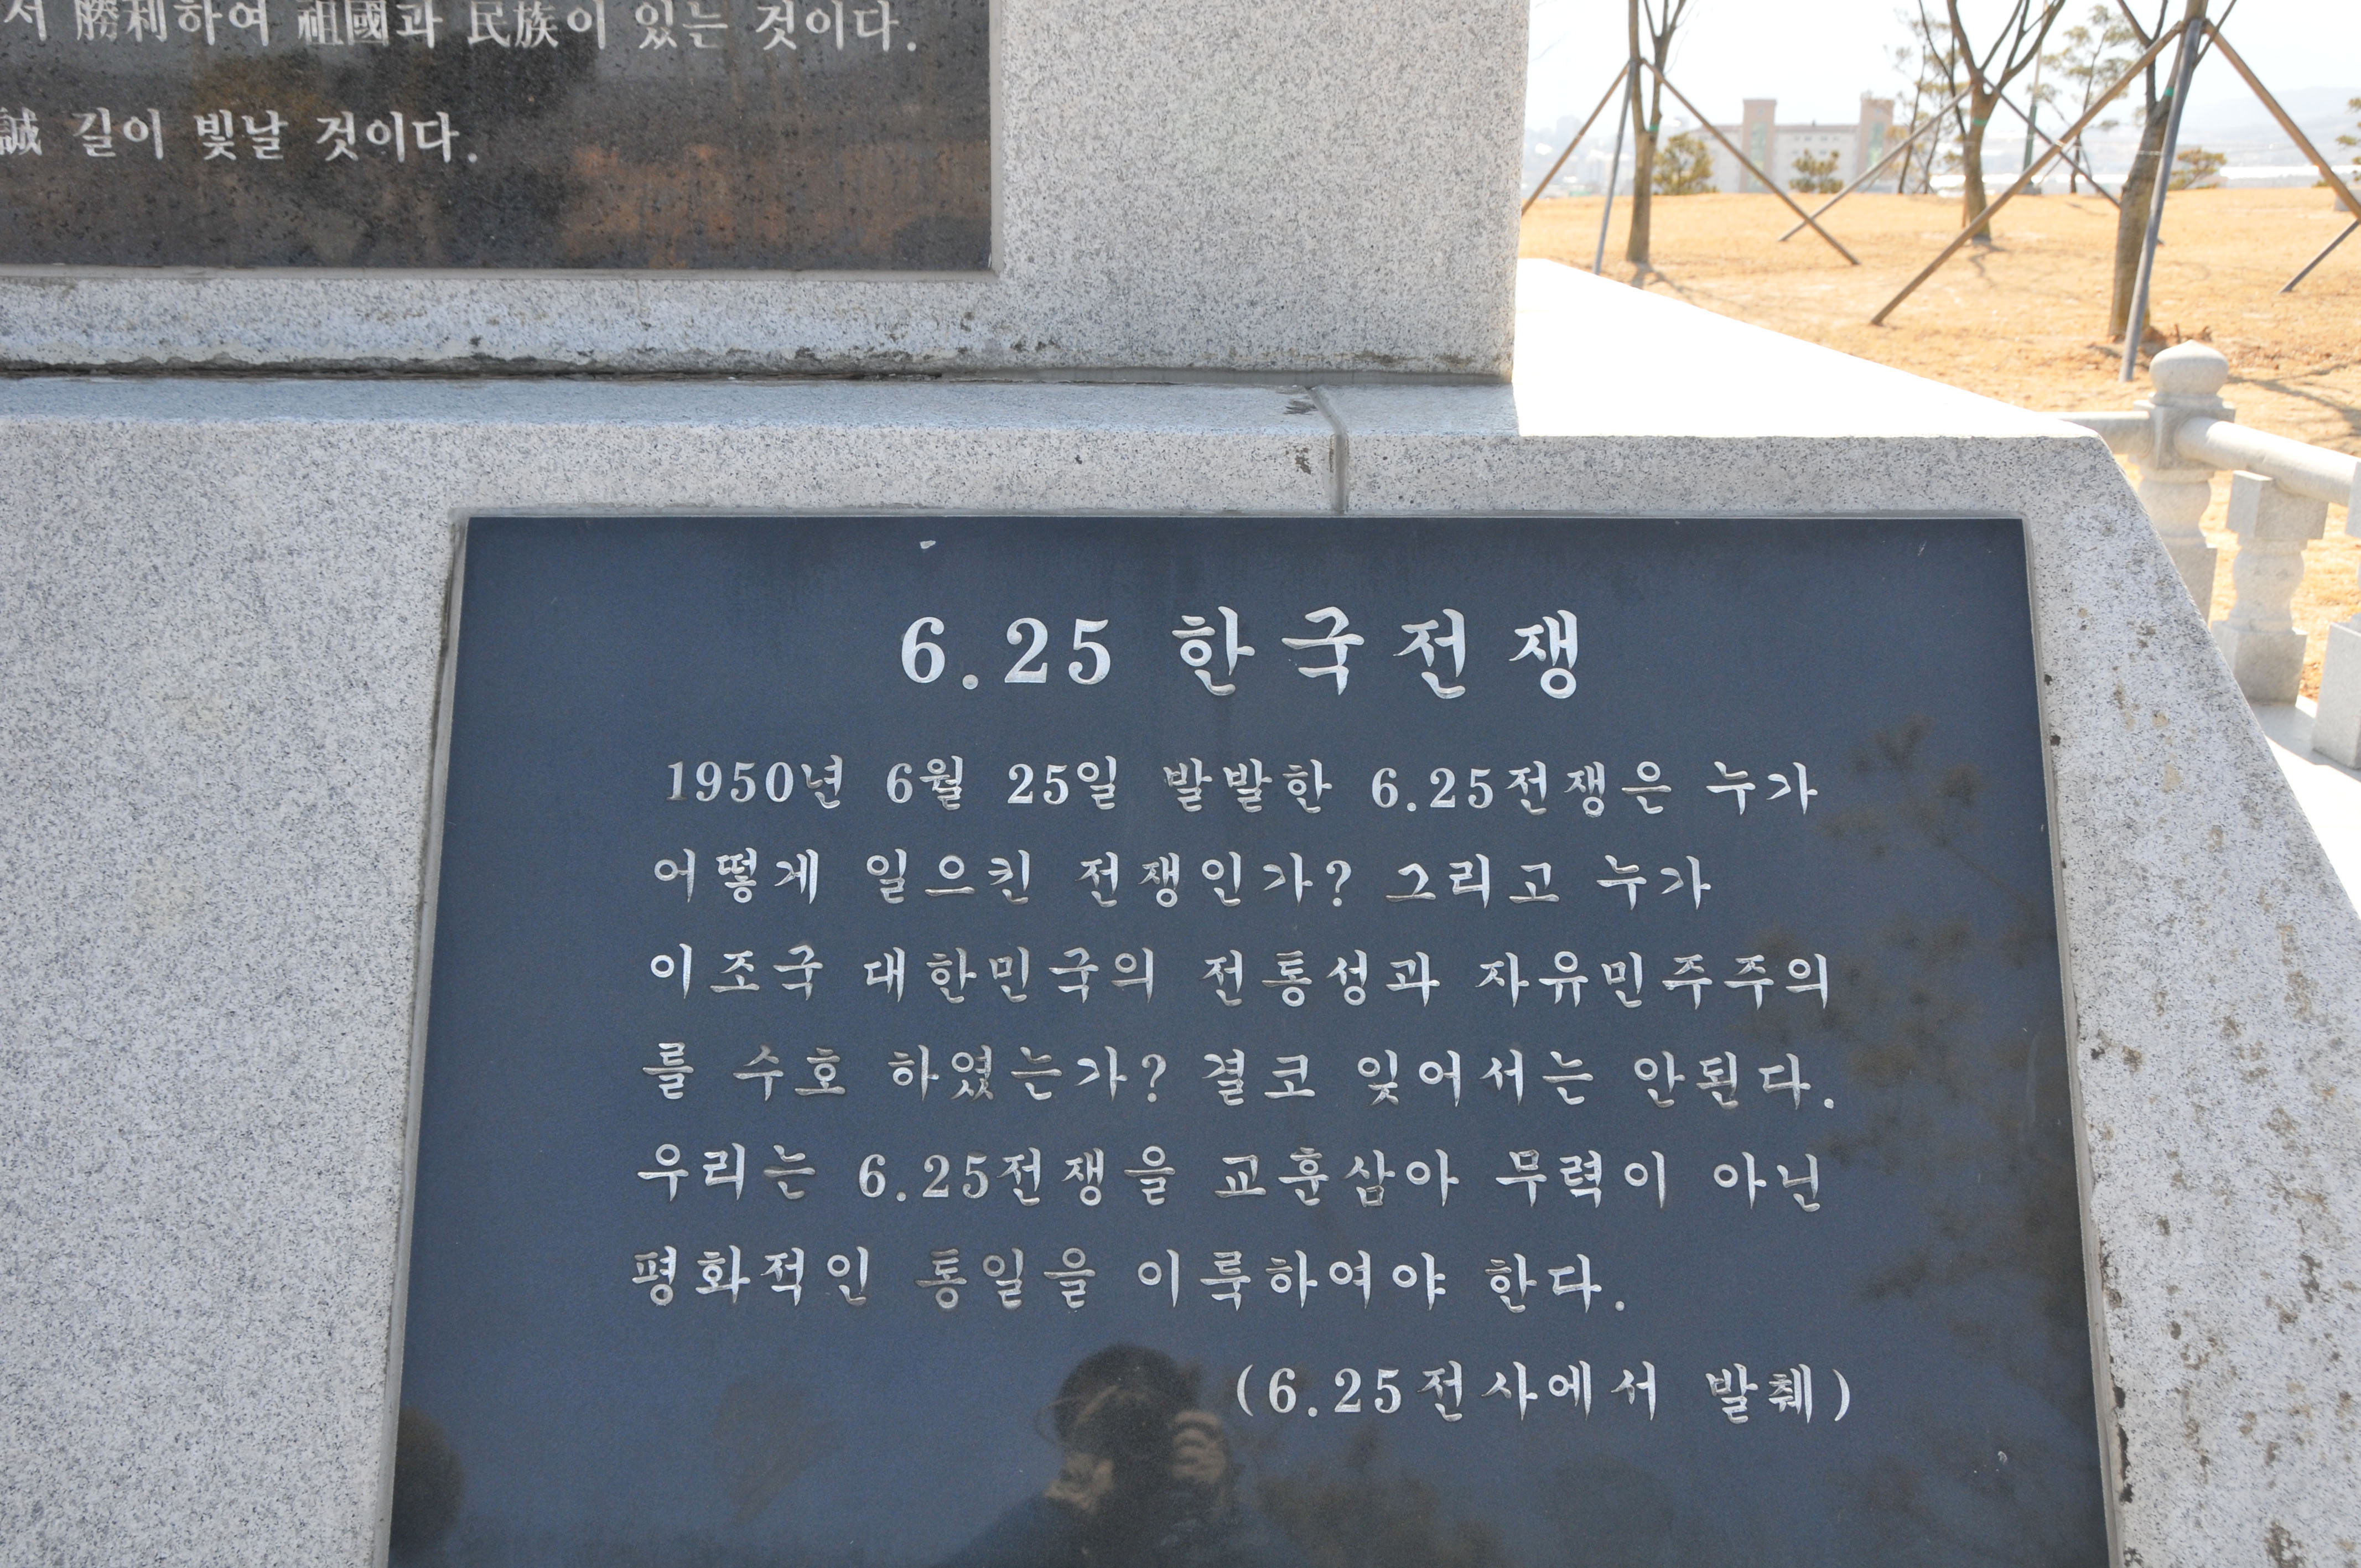 서 勝利하여 祖國과 民族이 있는 것이다.
誠 길이 빛날 것이다.
6.25 한국전쟁
1950년 6월 25일 발발한 6.25전쟁은 누가
어떻게 일으킨 전쟁인가? 그리고 누가
이조국 대한민국의 전통성과 자유민주주의
를 수호 하였는가? 결코 잊어서는 안된다.
우리는 6.25전쟁을 교훈삼아 무력이 아닌
평화적인 통일을 이룩하여야 한다.
(6.25전사에서 발췌)